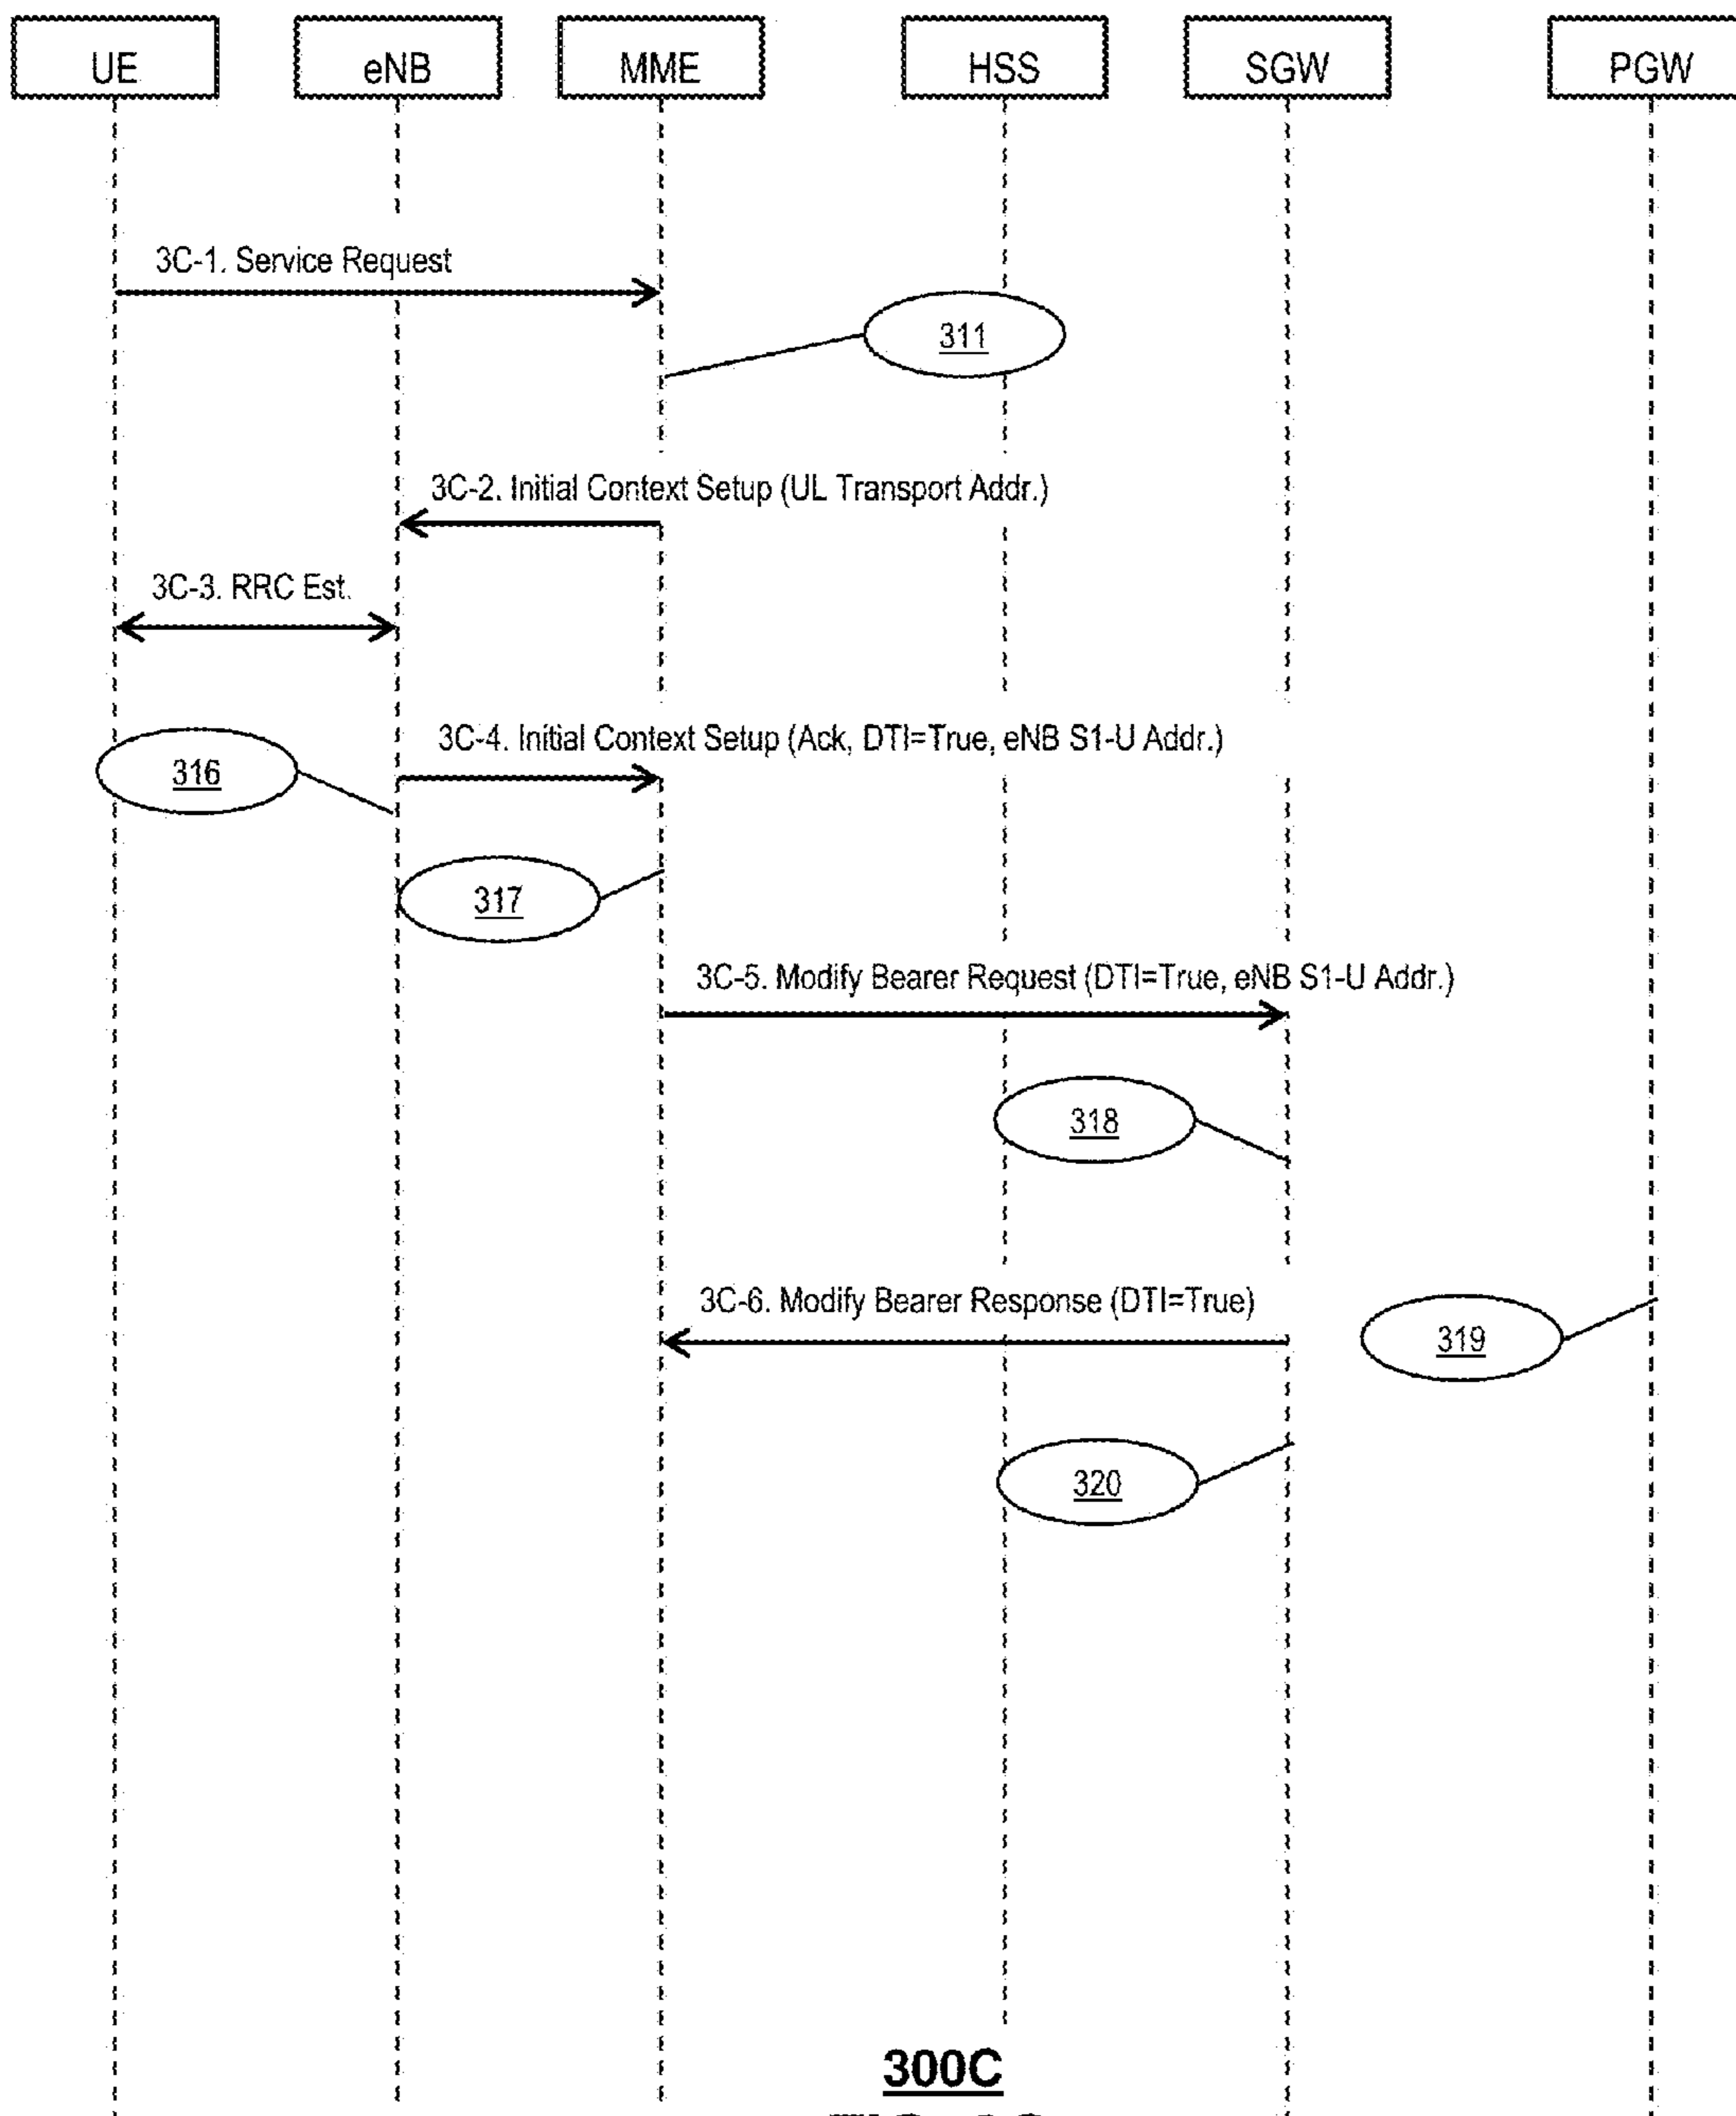 UE eNB MME HSS SGW PGW
3C-1. Service Request
311
3C-2. Initial Context Setup (UL Transport Addr.)
3C-3. RRC Est.
3C-4. Initial Context Setup (Ack, DTI=True, eNB S1-U Addr.)
316
317
3C-5. Modify Bearer Request (DTI=True, eNB S1-U Addr.)
318
3C-6. Modify Bearer Response (DTI=True)
319
320
300C